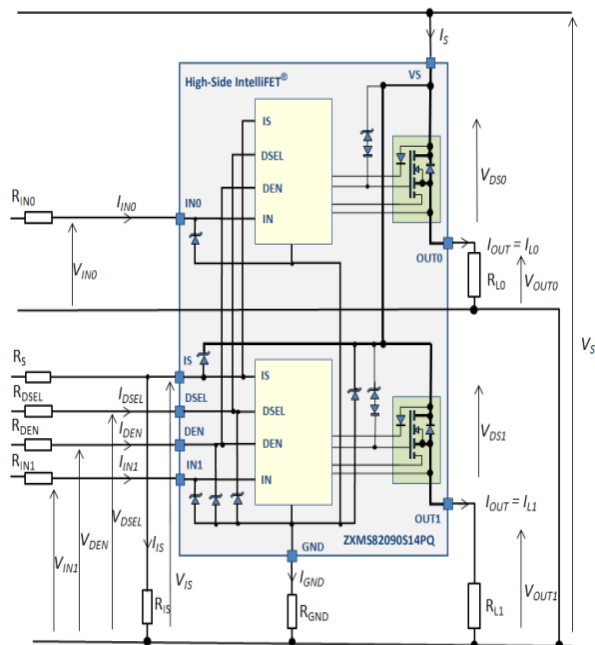 I_S
High-Side IntelliFET®
VS
IS
DSEL
DEN
IN
R_IN0
I_IN0
IN0
V_IN0
V_DS0
OUT0
I_OUT = I_L0
R_L0
V_OUT0
V_S
R_S
IS
IS
R_DSEL
I_DSEL
DSEL
DSEL
R_DEN
I_DEN
DEN
DEN
R_IN1
I_IN1
IN1
IN
V_DS1
OUT1
I_OUT = I_L1
GND
ZXMS82090S14PQ
V_IN1
V_DEN
V_DSEL
I_IS
V_IS
R_IS
I_GND
R_GND
R_L1
V_OUT1